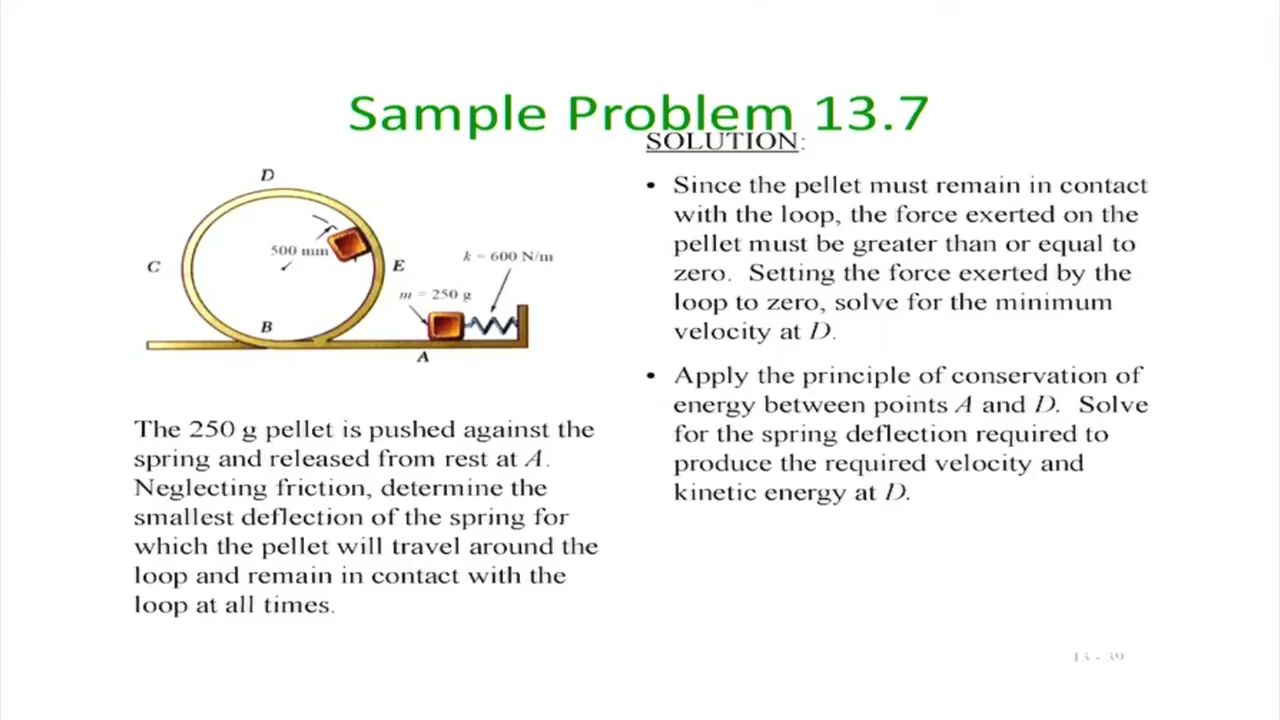 Sample Problem 13.7
SOLUTION:
D
500 mm
C
E
k = 600 N/m
m = 250 g
B
A
The 250 g pellet is pushed against the
spring and released from rest at A.
Neglecting friction, determine the
smallest deflection of the spring for
which the pellet will travel around the
loop and remain in contact with the
loop at all times.
• Since the pellet must remain in contact
with the loop, the force exerted on the
pellet must be greater than or equal to
zero. Setting the force exerted by the
loop to zero, solve for the minimum
velocity at D.
• Apply the principle of conservation of
energy between points A and D. Solve
for the spring deflection required to
produce the required velocity and
kinetic energy at D.
13 - 39